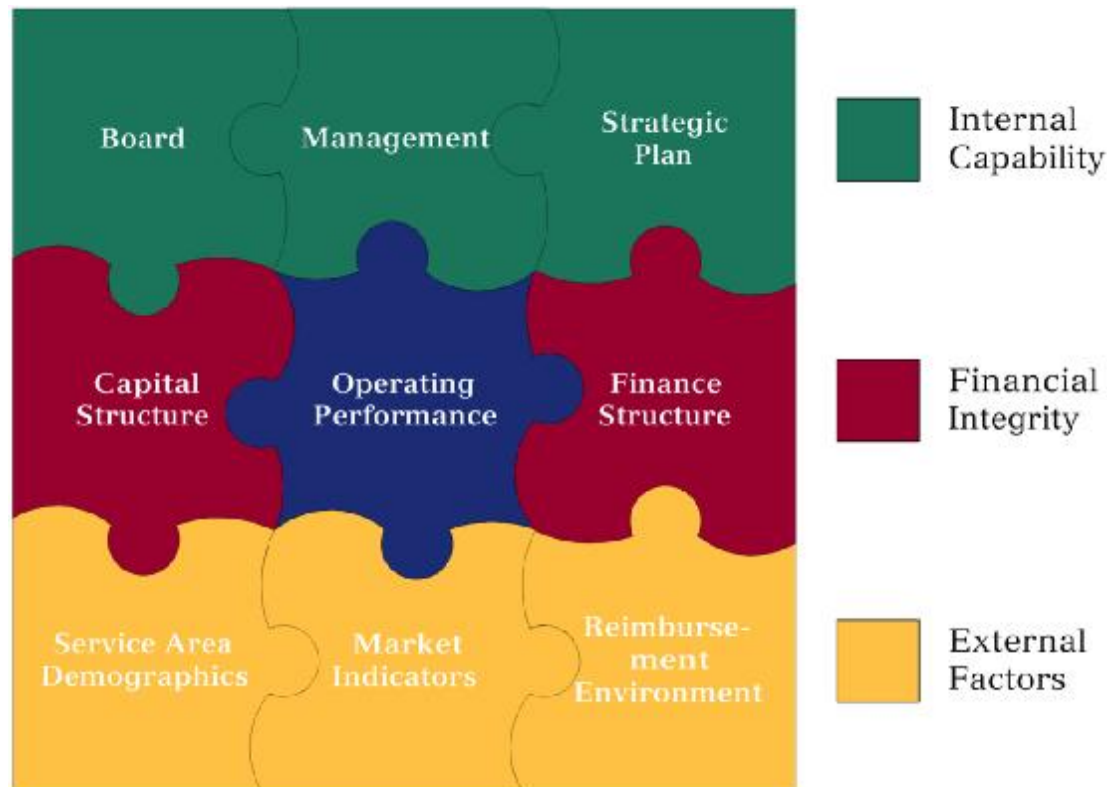 Board
Management
Strategic
Plan
Internal
Capability
Capital
Structure
Operating
Performance
Finance
Structure
Financial
Integrity
Service Area
Demographics
Market
Indicators
Reimburse-
ment
Environment
External
Factors